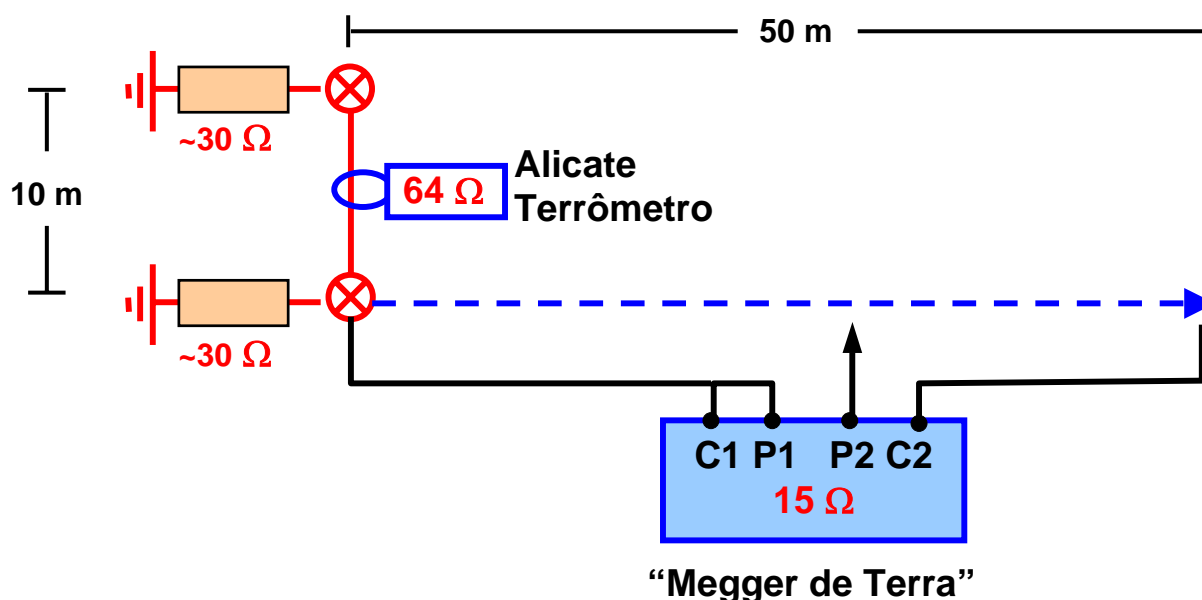 50 m
~30 Ω
10 m
64 Ω
Alicate
Terrômetro
~30 Ω
C1 P1 P2 C2
15 Ω
“Megger de Terra”